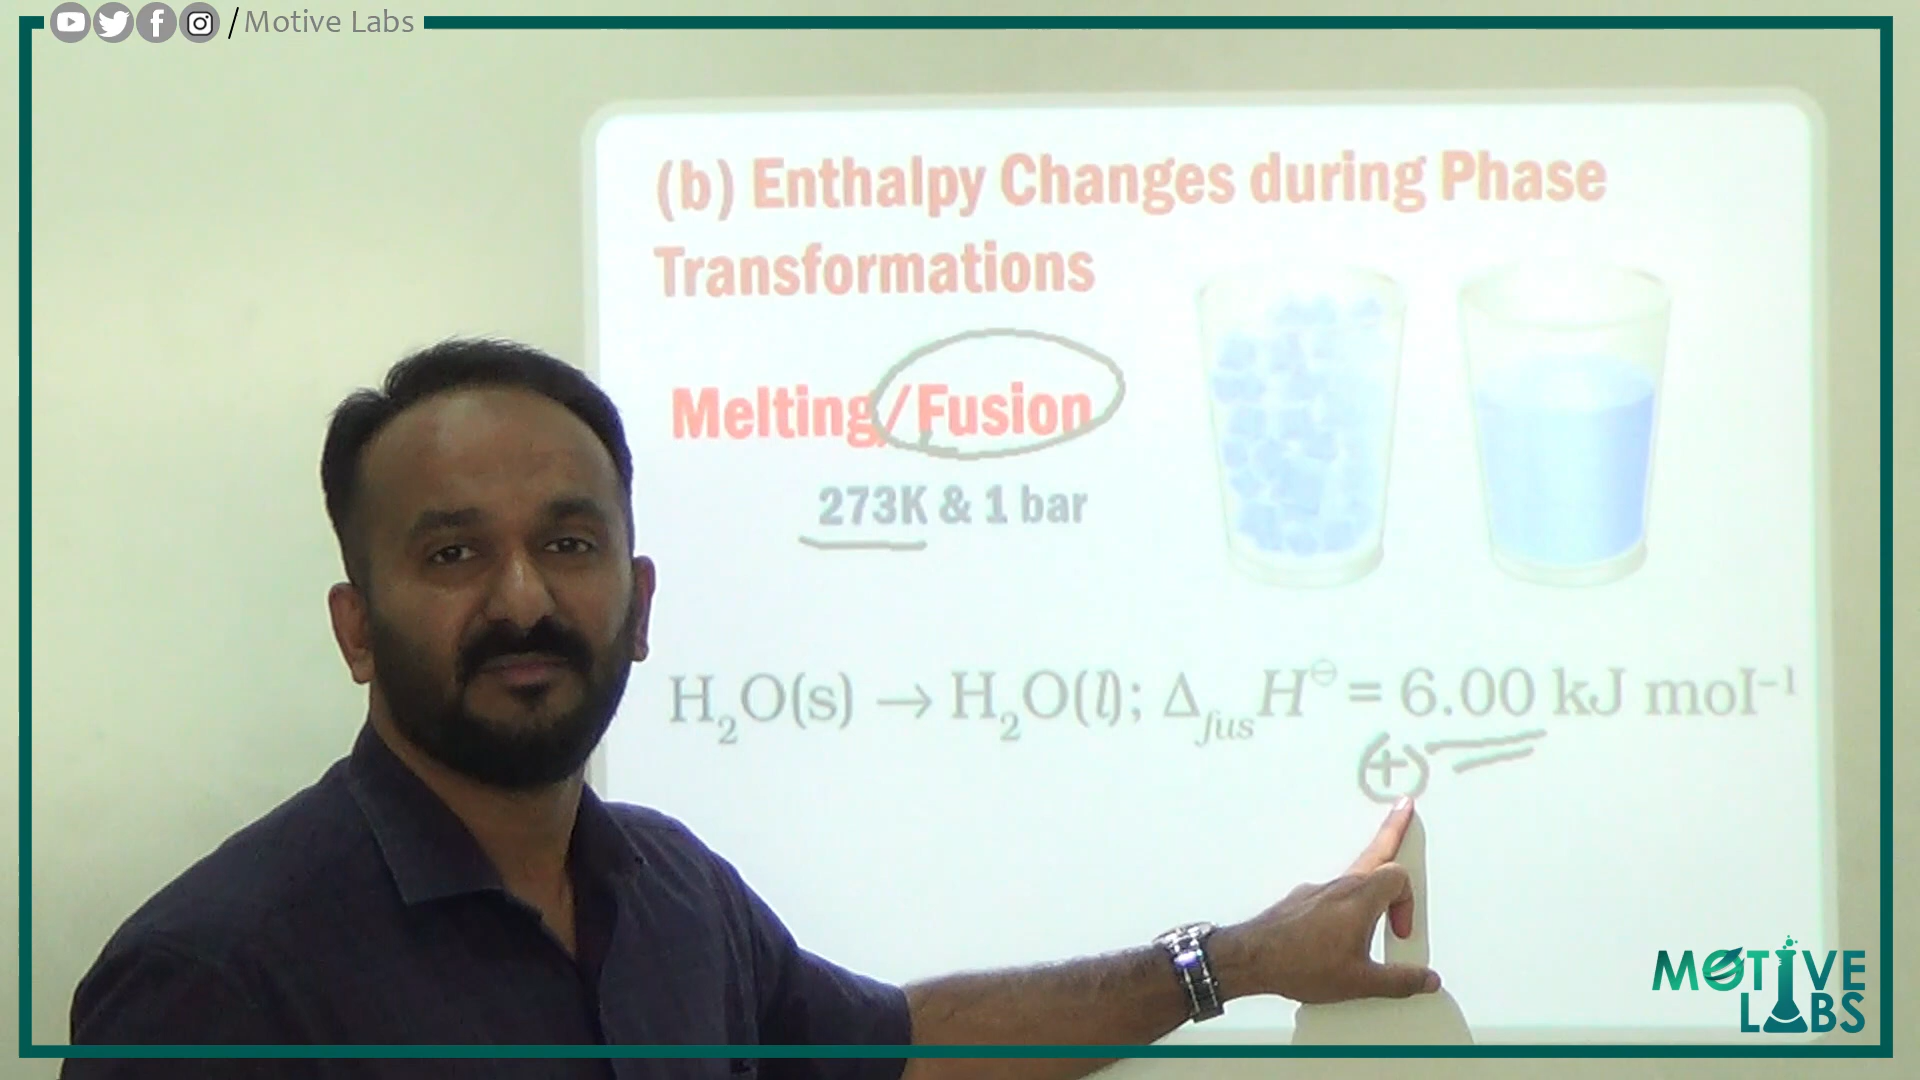 /Motive Labs
(b) Enthalpy Changes during Phase
Transformations
Melting/Fusion
273K & 1 bar
H₂O(s) → H₂O(l); Δ_fus H⊖ = 6.00 kJ mol⁻¹
+
MOTIVE
LABS